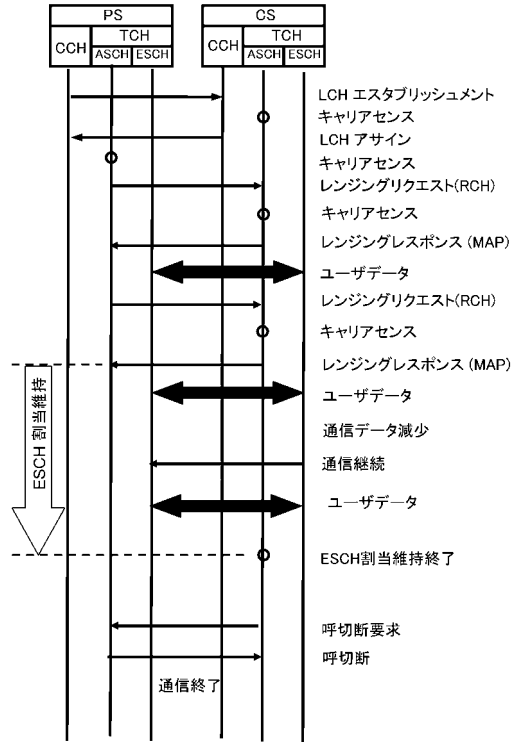 PS
CS
CCH
TCH
ASCH
ESCH
CCH
TCH
ASCH
ESCH
LCH エスタブリッシュメント
キャリアセンス
LCH アサイン
キャリアセンス
レンジングリクエスト(RCH)
キャリアセンス
レンジングレスポンス (MAP)
ユーザデータ
レンジングリクエスト(RCH)
キャリアセンス
レンジングレスポンス (MAP)
ESCH 割当維持
ユーザデータ
通信データ減少
通信継続
ユーザデータ
ESCH割当維持終了
呼切断要求
呼切断
通信終了